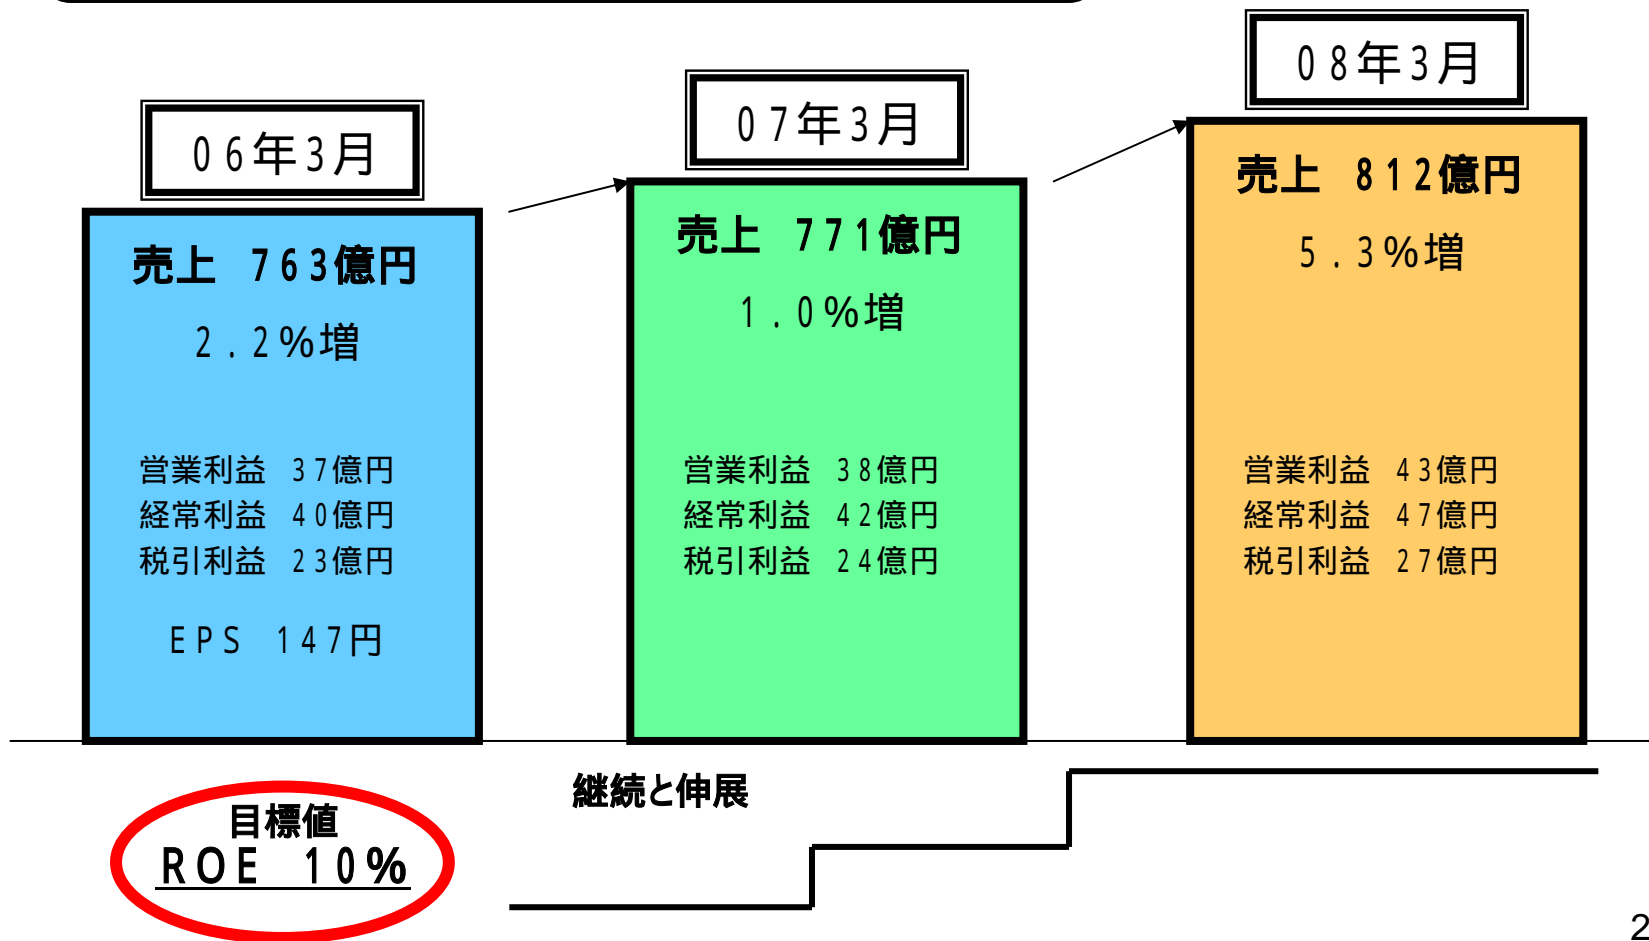 06年3月
売上 763億円
2.2%増
営業利益 37億円
経常利益 40億円
税引利益 23億円
EPS 147円
07年3月
売上 771億円
1.0%増
営業利益 38億円
経常利益 42億円
税引利益 24億円
08年3月
売上 812億円
5.3%増
営業利益 43億円
経常利益 47億円
税引利益 27億円
継続と伸展
目標値
ROE 10%
2